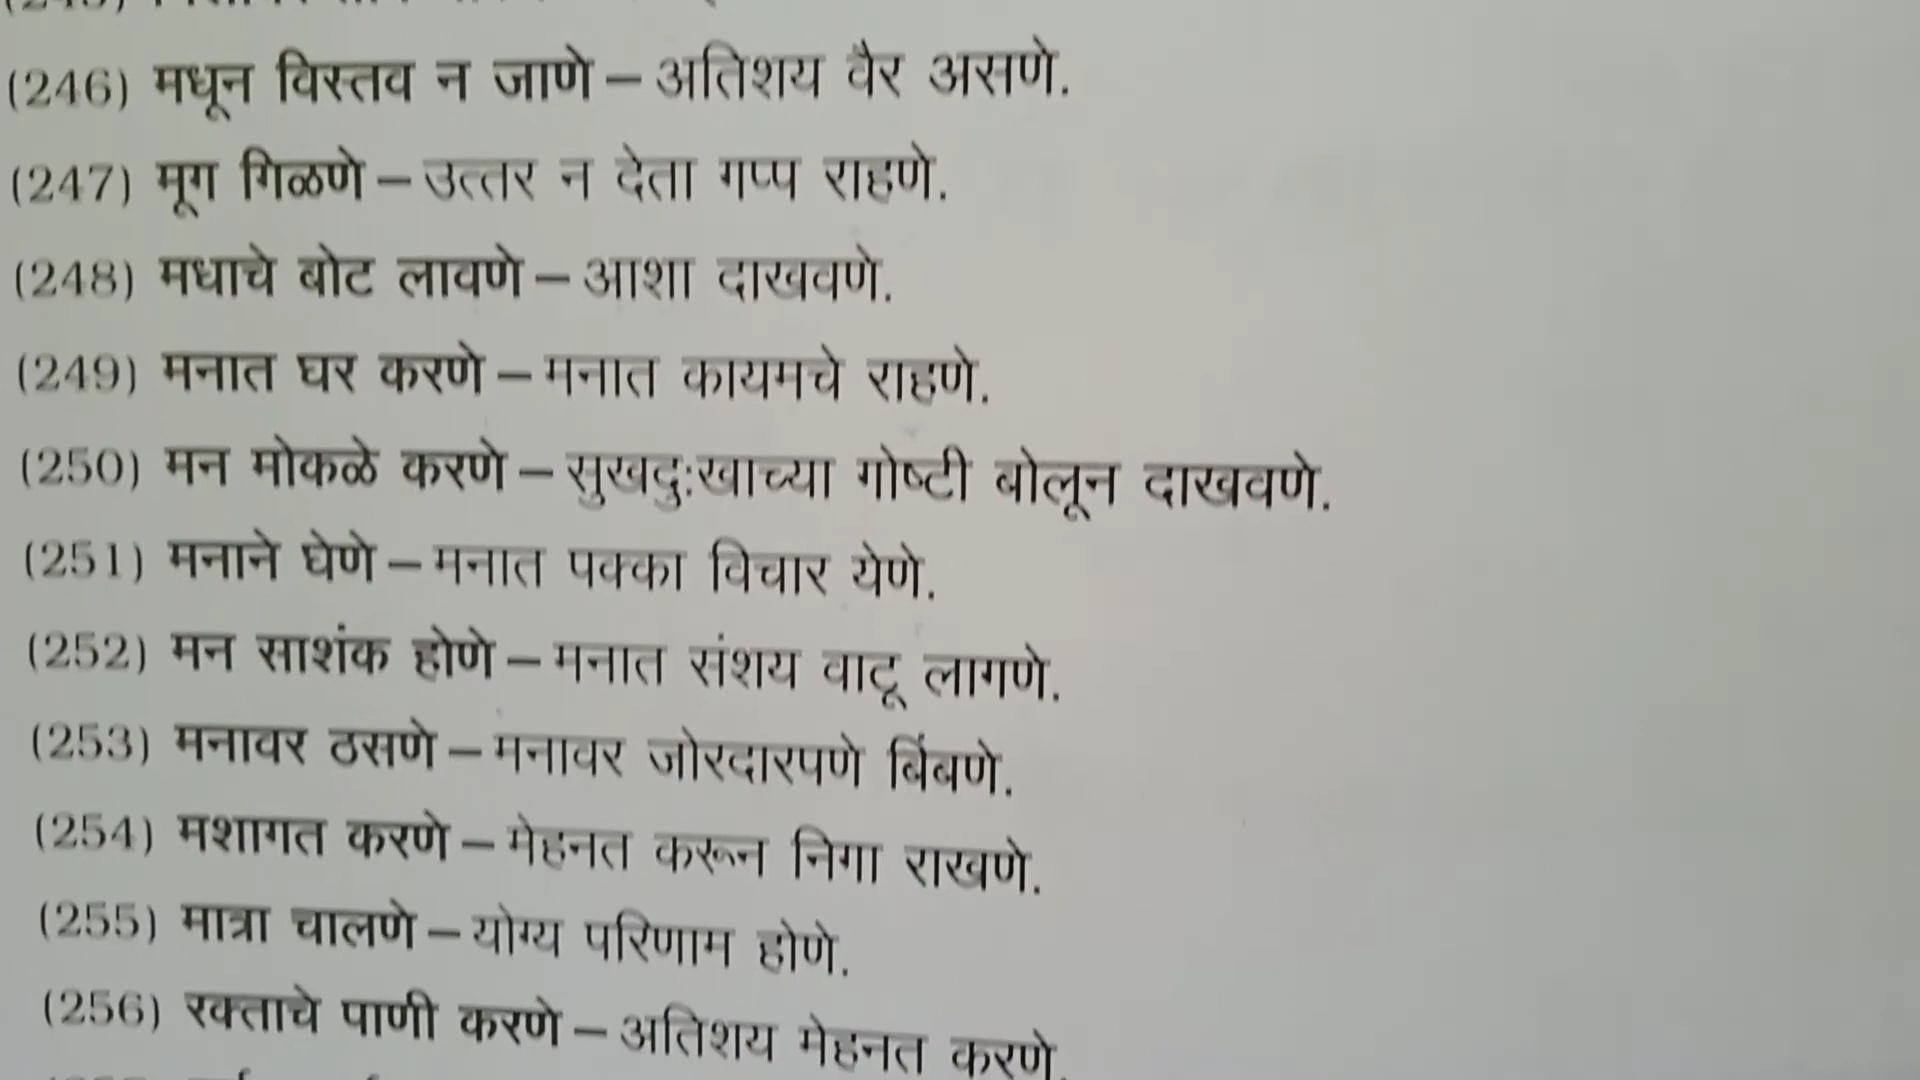 (246) मधून विस्तव न जाणे – अतिशय वैर असणे.
(247) मूग गिळणे – उत्तर न देता गप्प राहणे.
(248) मधाचे बोट लावणे – आशा दाखवणे.
(249) मनात घर करणे – मनात कायमचे राहणे.
(250) मन मोकळे करणे – सुखदुःखाच्या गोष्टी बोलून दाखवणे.
(251) मनाने घेणे – मनात पक्का विचार येणे.
(252) मन साशंक होणे – मनात संशय वाटू लागणे.
(253) मनावर ठसणे – मनावर जोरदारपणे बिंबणे.
(254) मशागत करणे – मेहनत करून निगा राखणे.
(255) मात्रा चालणे – योग्य परिणाम होणे.
(256) रक्ताचे पाणी करणे – अतिशय मेहनत करणे.